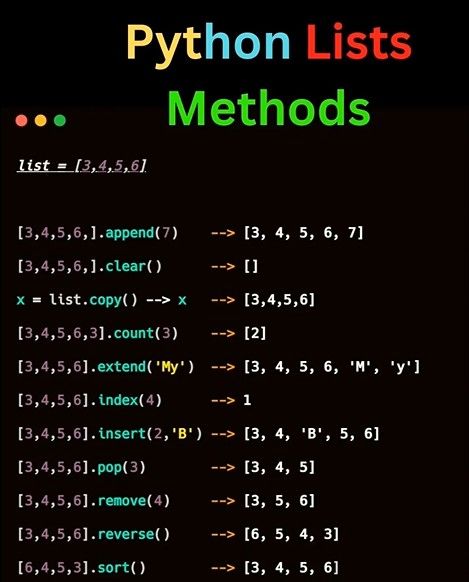 Python Lists
Methods
list = [3,4,5,6]
[3,4,5,6,].append(7) --> [3, 4, 5, 6, 7]
[3,4,5,6,].clear() --> []
x = list.copy() --> x --> [3,4,5,6]
[3,4,5,6,3].count(3) --> [2]
[3,4,5,6].extend('My') --> [3, 4, 5, 6, 'M', 'y']
[3,4,5,6].index(4) --> 1
[3,4,5,6].insert(2,'B') --> [3, 4, 'B', 5, 6]
[3,4,5,6].pop(3) --> [3, 4, 5]
[3,4,5,6].remove(4) --> [3, 5, 6]
[3,4,5,6].reverse() --> [6, 5, 4, 3]
[6,4,5,3].sort() --> [3, 4, 5, 6]